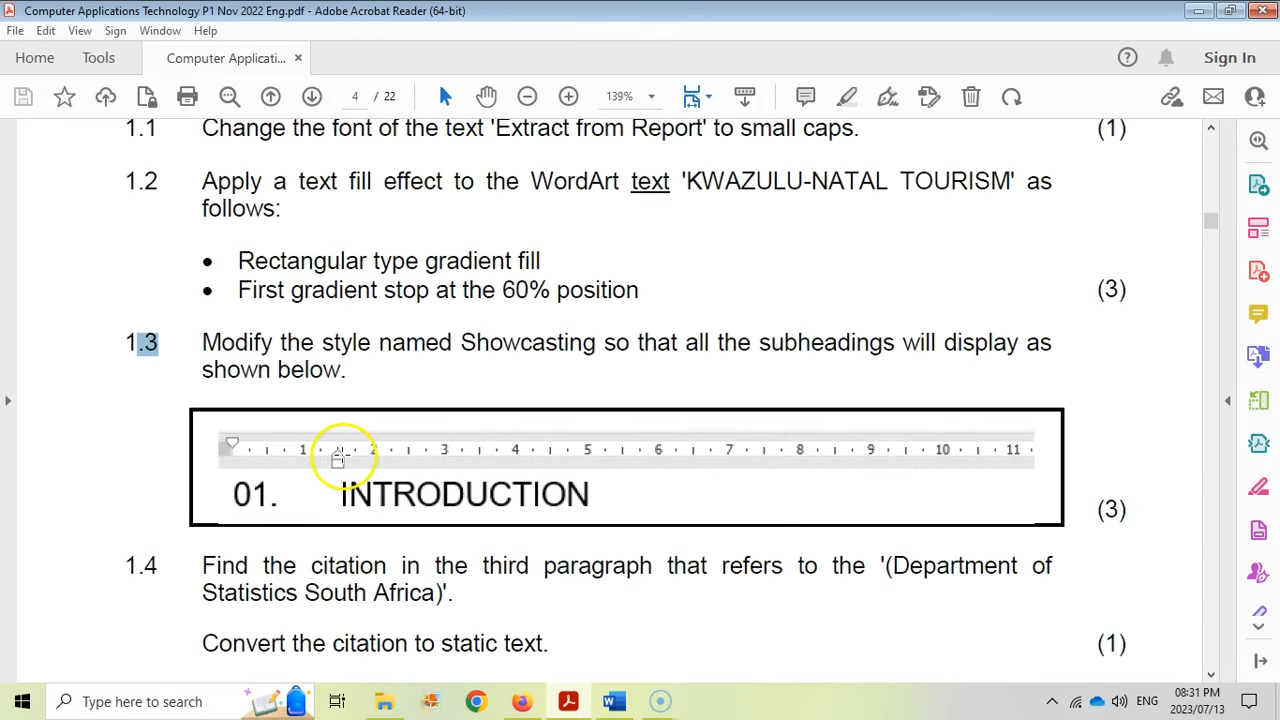 Computer Applications Technology P1 Nov 2022 Eng.pdf - Adobe Acrobat Reader (64-bit)
File Edit View Sign Window Help
Home Tools Computer Applicati... × Sign In
4 / 22 139%
1.1 Change the font of the text 'Extract from Report' to small caps. (1)
1.2 Apply a text fill effect to the WordArt text 'KWAZULU-NATAL TOURISM' as
follows:
• Rectangular type gradient fill
• First gradient stop at the 60% position (3)
1.3 Modify the style named Showcasting so that all the subheadings will display as
shown below.
1 2 3 4 5 6 7 8 9 10 11
01. INTRODUCTION
(3)
1.4 Find the citation in the third paragraph that refers to the '(Department of
Statistics South Africa)'.
Convert the citation to static text. (1)
Type here to search
ENG
08:31 PM
2023/07/13